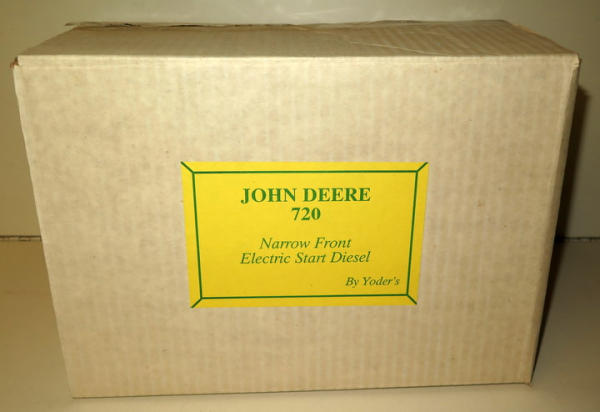 JOHN DEERE
720
Narrow Front
Electric Start Diesel
By Yoder's